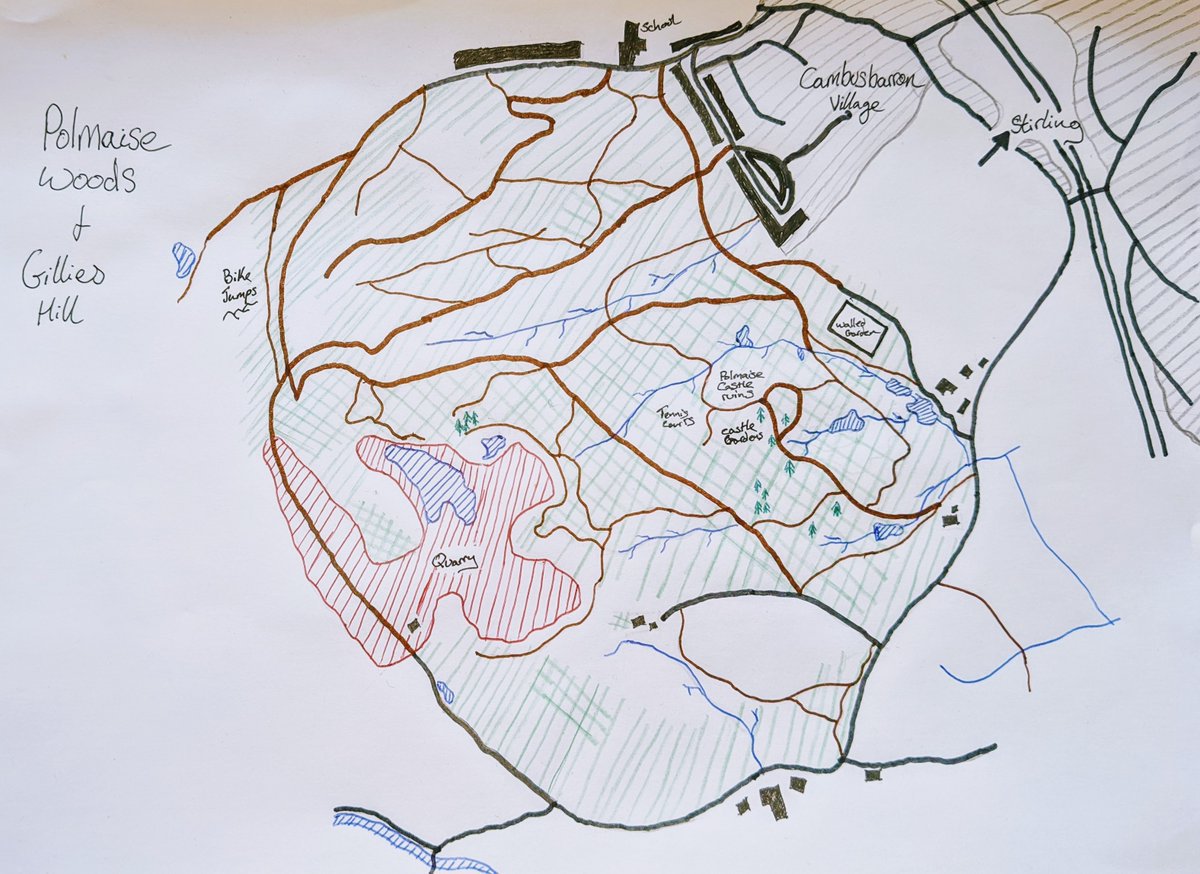 Polmaise
Woods
&
Gillies
Hill
School
Cambusbarron
Village
Stirling
Bike
Jumps
Walled
Garden
Polmaise
Castle
ruins
Tennis
courts
Castle
Gardens
Quarry